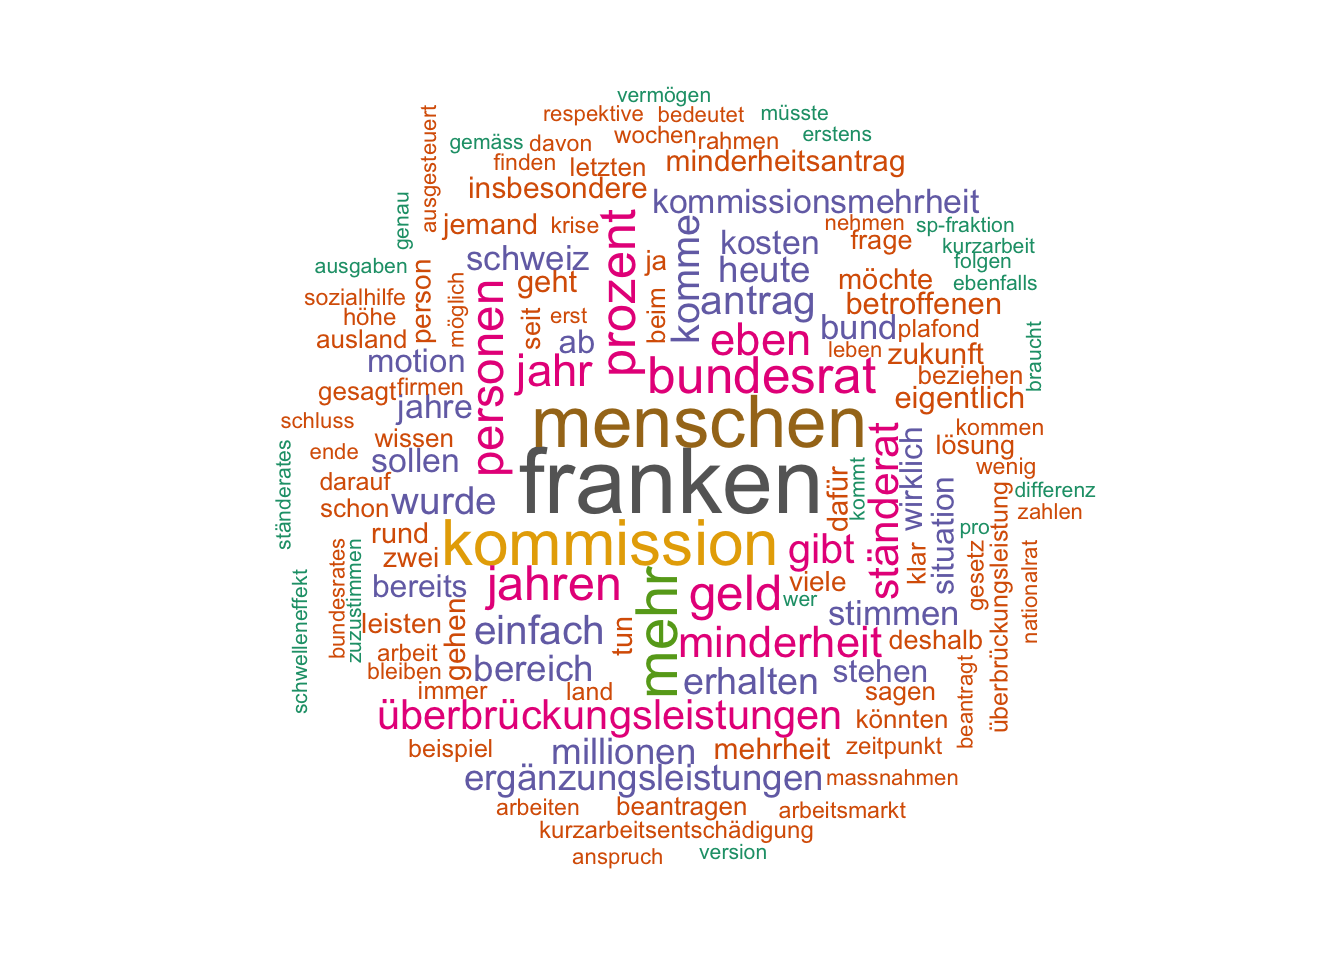 vermögen
respektive bedeutet müsste
gemäss davon wochen rahmen erstens
finden letzten minderheitsantrag
ausgesteuert
insbesondere kommissionsmehrheit
genau jemand krise prozent komme kosten nehmen sp-fraktion
frage kurzarbeit
schweiz ja heute folgen
ausgaben geht möchte ebenfalls
sozialhilfe person möglich personen seit erst beim antrag betroffenen
höhe
ausland ab eben bund plafond
motion jahr bundesrat leben zukunft braucht
gesagt firmen beziehen
jahre menschen eigentlich
schluss kommen
wissen ständerat wirklich lösung
ende sollen franken wenig
ständerates darauf dafür kommt situation differenz
schon wurde zahlen
rund kommission pro
zwei gibt klar gesetz überbrückungsleistung nationalrat
bereits jahren mehr geld viele
wer
schwelleneffekt bundesrates zuzustimmen leisten gehen einfach tun stimmen
arbeit minderheit deshalb
bleiben bereich erhalten stehen
immer land sagen beantragt
überbrückungsleistungen könnten
beispiel millionen mehrheit zeitpunkt
ergänzungsleistungen massnahmen
arbeiten beantragen arbeitsmarkt
kurzarbeitsentschädigung
anspruch version